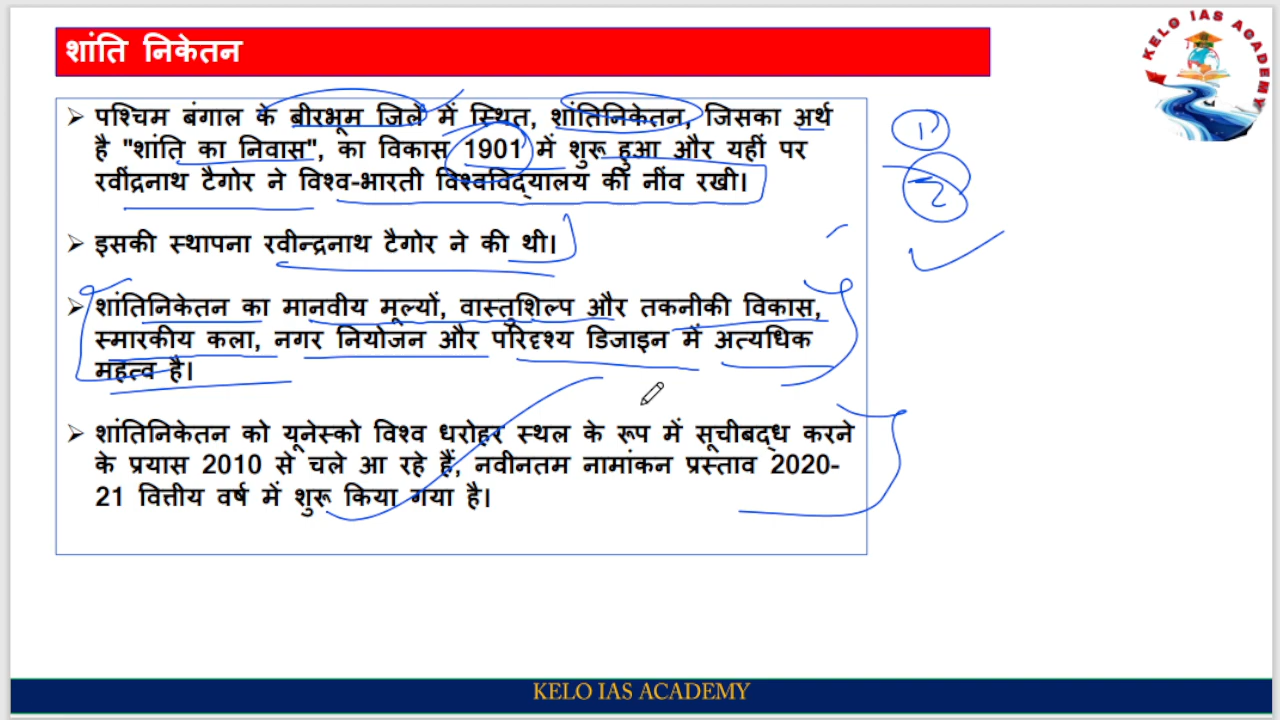 शांति निकेतन
KELO IAS ACADEMY
➢ पश्चिम बंगाल के बीरभूम जिले में स्थित, शांतिनिकेतन, जिसका अर्थ
है "शांति का निवास", का विकास 1901 में शुरू हुआ और यहीं पर
रवींद्रनाथ टैगोर ने विश्व-भारती विश्वविद्यालय की नींव रखी।
➢ इसकी स्थापना रवीन्द्रनाथ टैगोर ने की थी।
➢ शांतिनिकेतन का मानवीय मूल्यों, वास्तुशिल्प और तकनीकी विकास,
स्मारकीय कला, नगर नियोजन और परिदृश्य डिजाइन में अत्यधिक
महत्व है।
➢ शांतिनिकेतन को यूनेस्को विश्व धरोहर स्थल के रूप में सूचीबद्ध करने
के प्रयास 2010 से चले आ रहे हैं, नवीनतम नामांकन प्रस्ताव 2020-
21 वित्तीय वर्ष में शुरू किया गया है।
1
2
KELO IAS ACADEMY